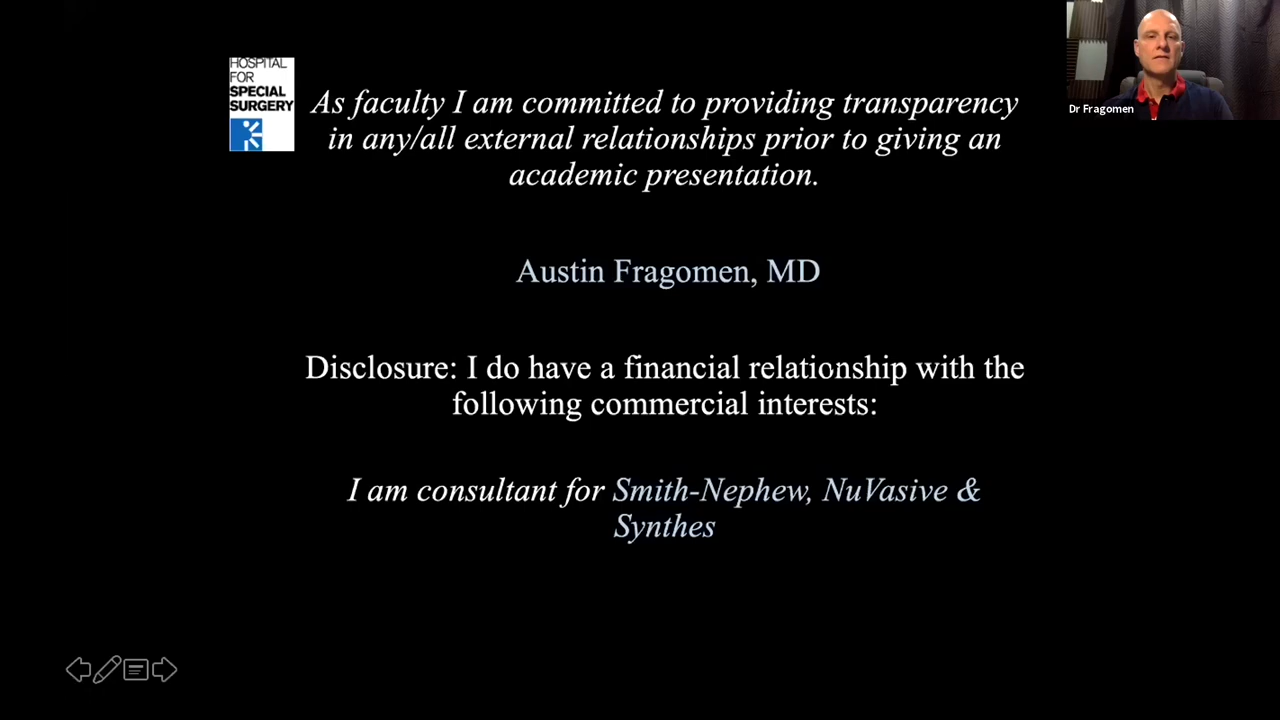 HOSPITAL
FOR
SPECIAL
SURGERY
As faculty I am committed to providing transparency
in any/all external relationships prior to giving an
academic presentation.
Dr Fragomen
Austin Fragomen, MD
Disclosure: I do have a financial relationship with the
following commercial interests:
I am consultant for Smith-Nephew, NuVasive &
Synthes